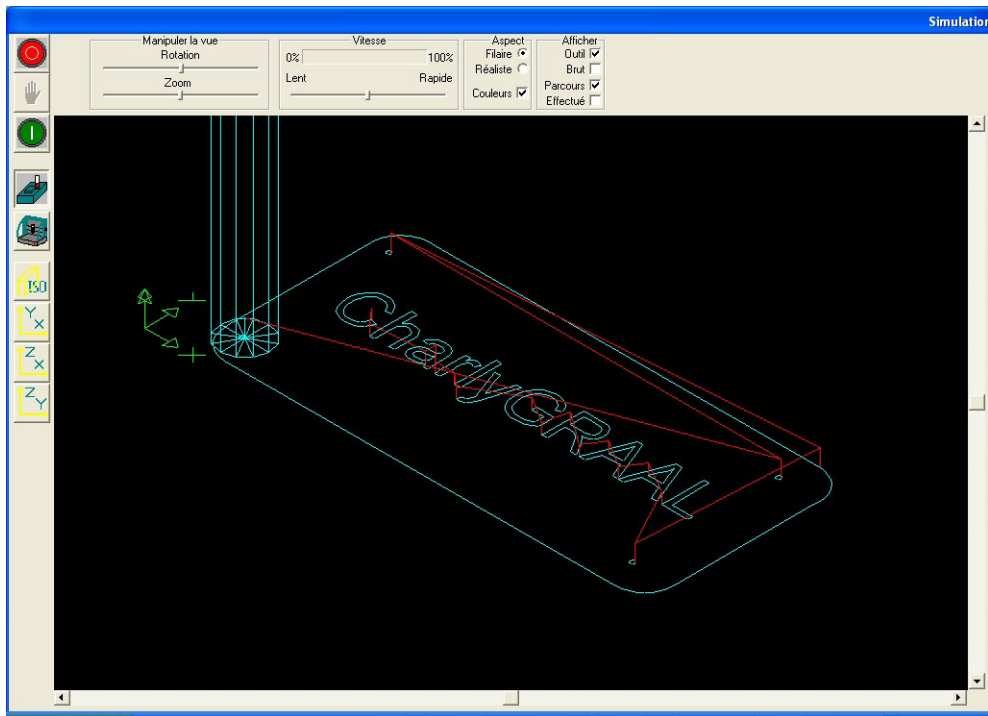 Simulation
Manipuler la vue
Rotation
Zoom
Vitesse
0% 100%
Lent Rapide
Aspect
Filaire
Réaliste
Couleurs
Afficher
Outil
Brut
Parcours
Effectué
ISO
Y X
Z X
Z Y
CharlyGRAAL